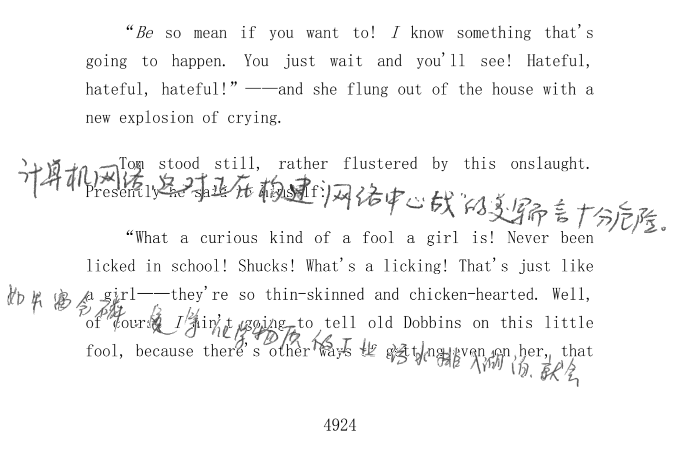 “Be so mean if you want to! I know something that's
going to happen. You just wait and you'll see! Hateful,
hateful, hateful!”——and she flung out of the house with a
new explosion of crying.
Tom stood still, rather flustered by this onslaught.
计算机网络,这对正在构建“网络中心战”的美军而言十分危险。
Presently he said to himself:
“What a curious kind of a fool a girl is! Never been
licked in school! Shucks! What's a licking! That's just like
a girl——they're so thin-skinned and chicken-hearted. Well,
如大富含磷、氮等化学物质的工业污水排入湖泊,就会
of course I ain't going to tell old Dobbins on this little
fool, because there's other ways of getting even on her, that
4924